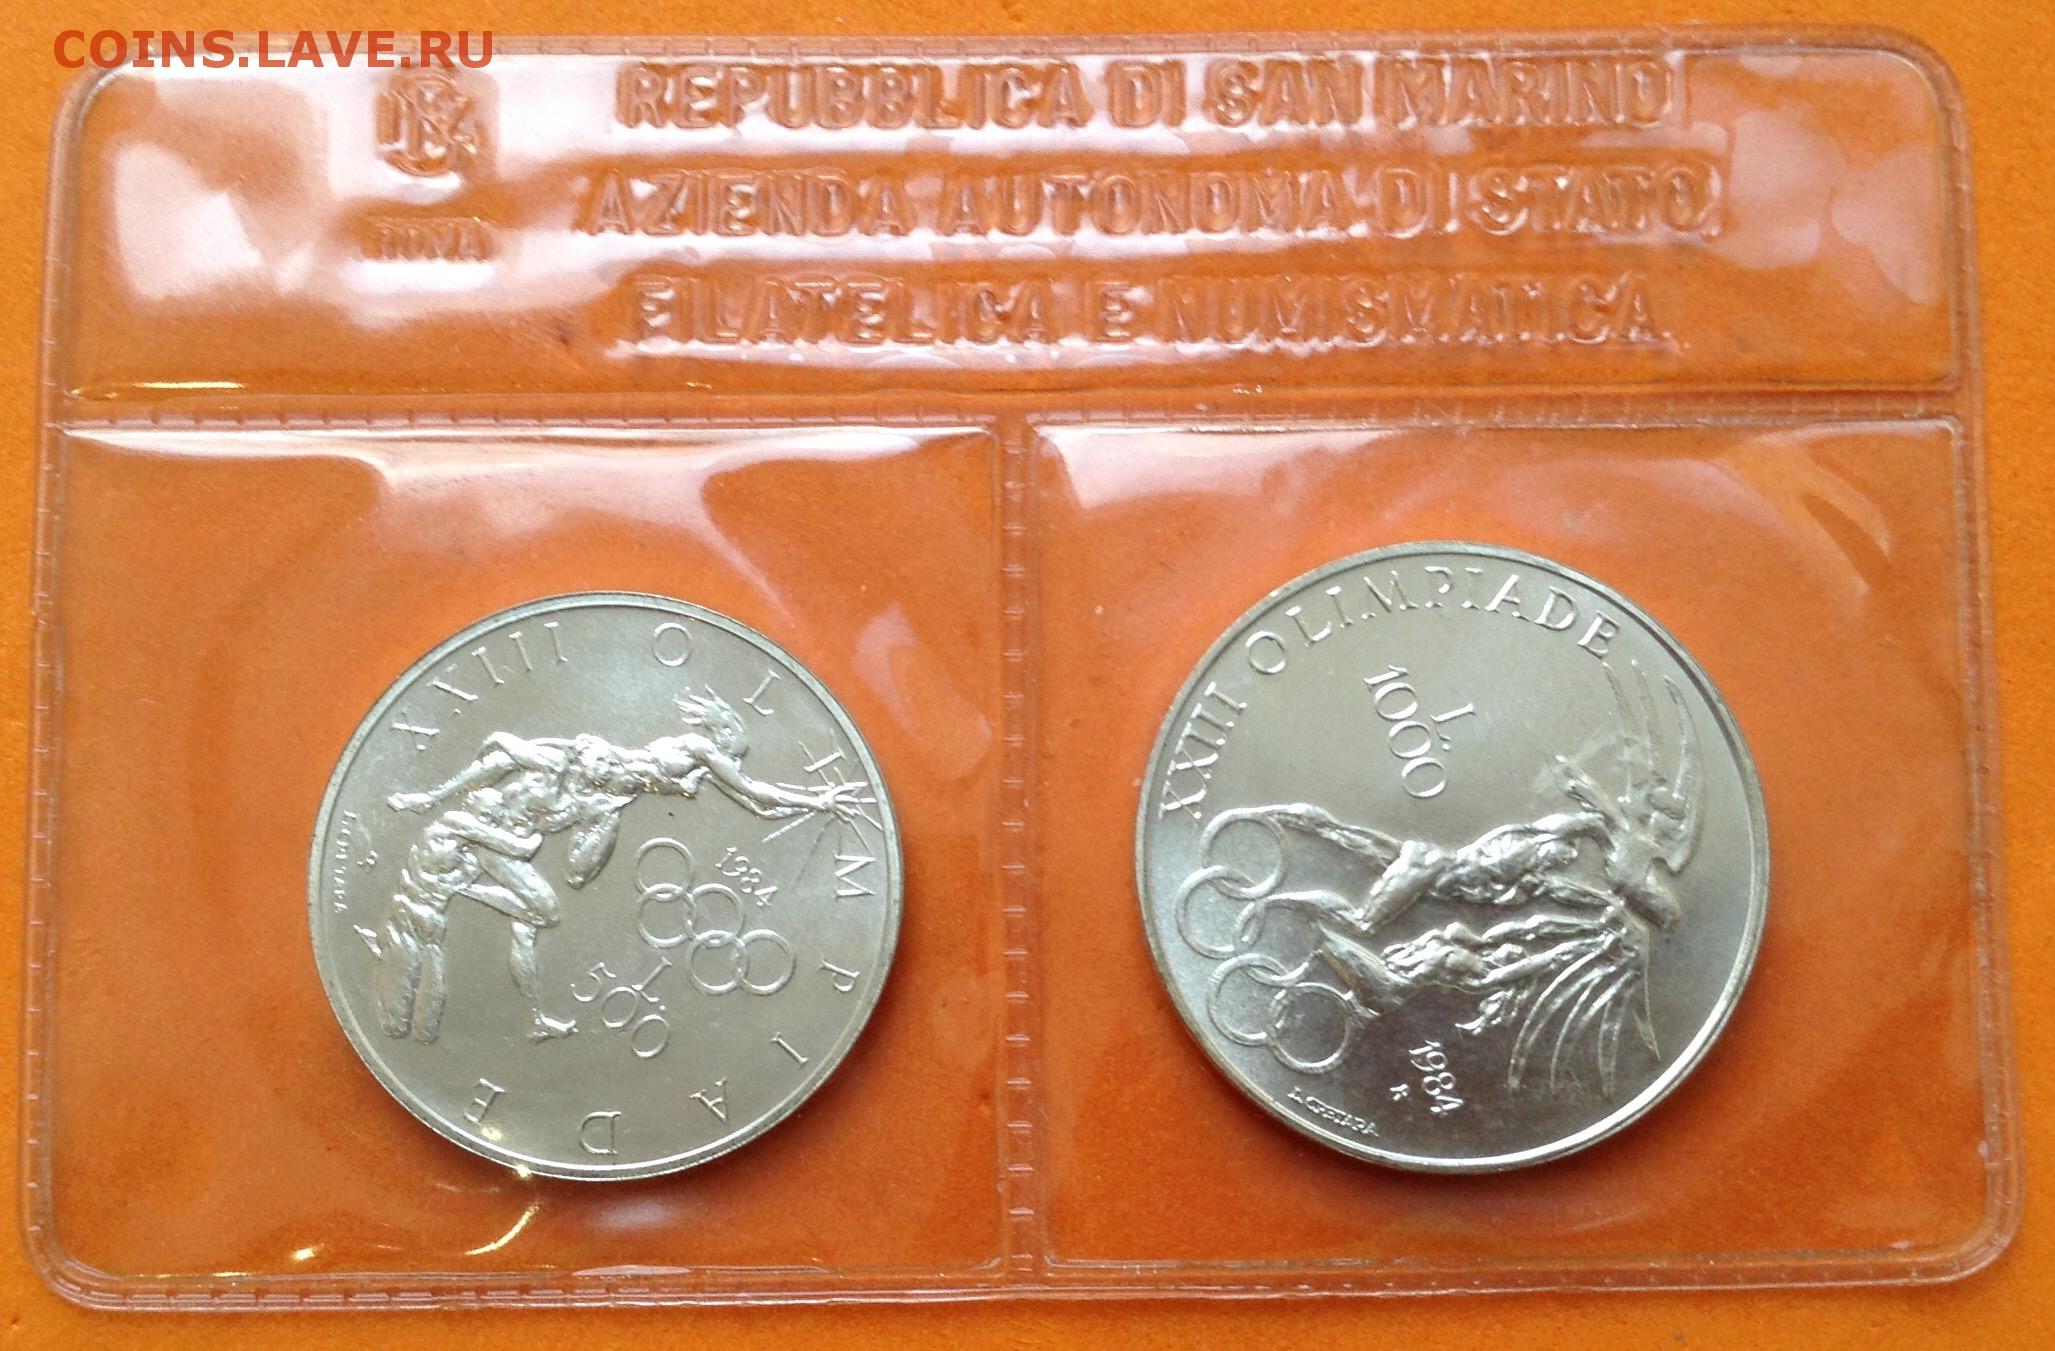 COINS.LAVE.RU
ROMA
REPUBBLICA DI SAN MARINO
AZIENDA AUTONOMA DI STATO
FILATELICA E NUMISMATICA
XXIII OLIMPIADE
1984
L.
500
R
XXIII OLIMPIADE
L.
1000
1984
R